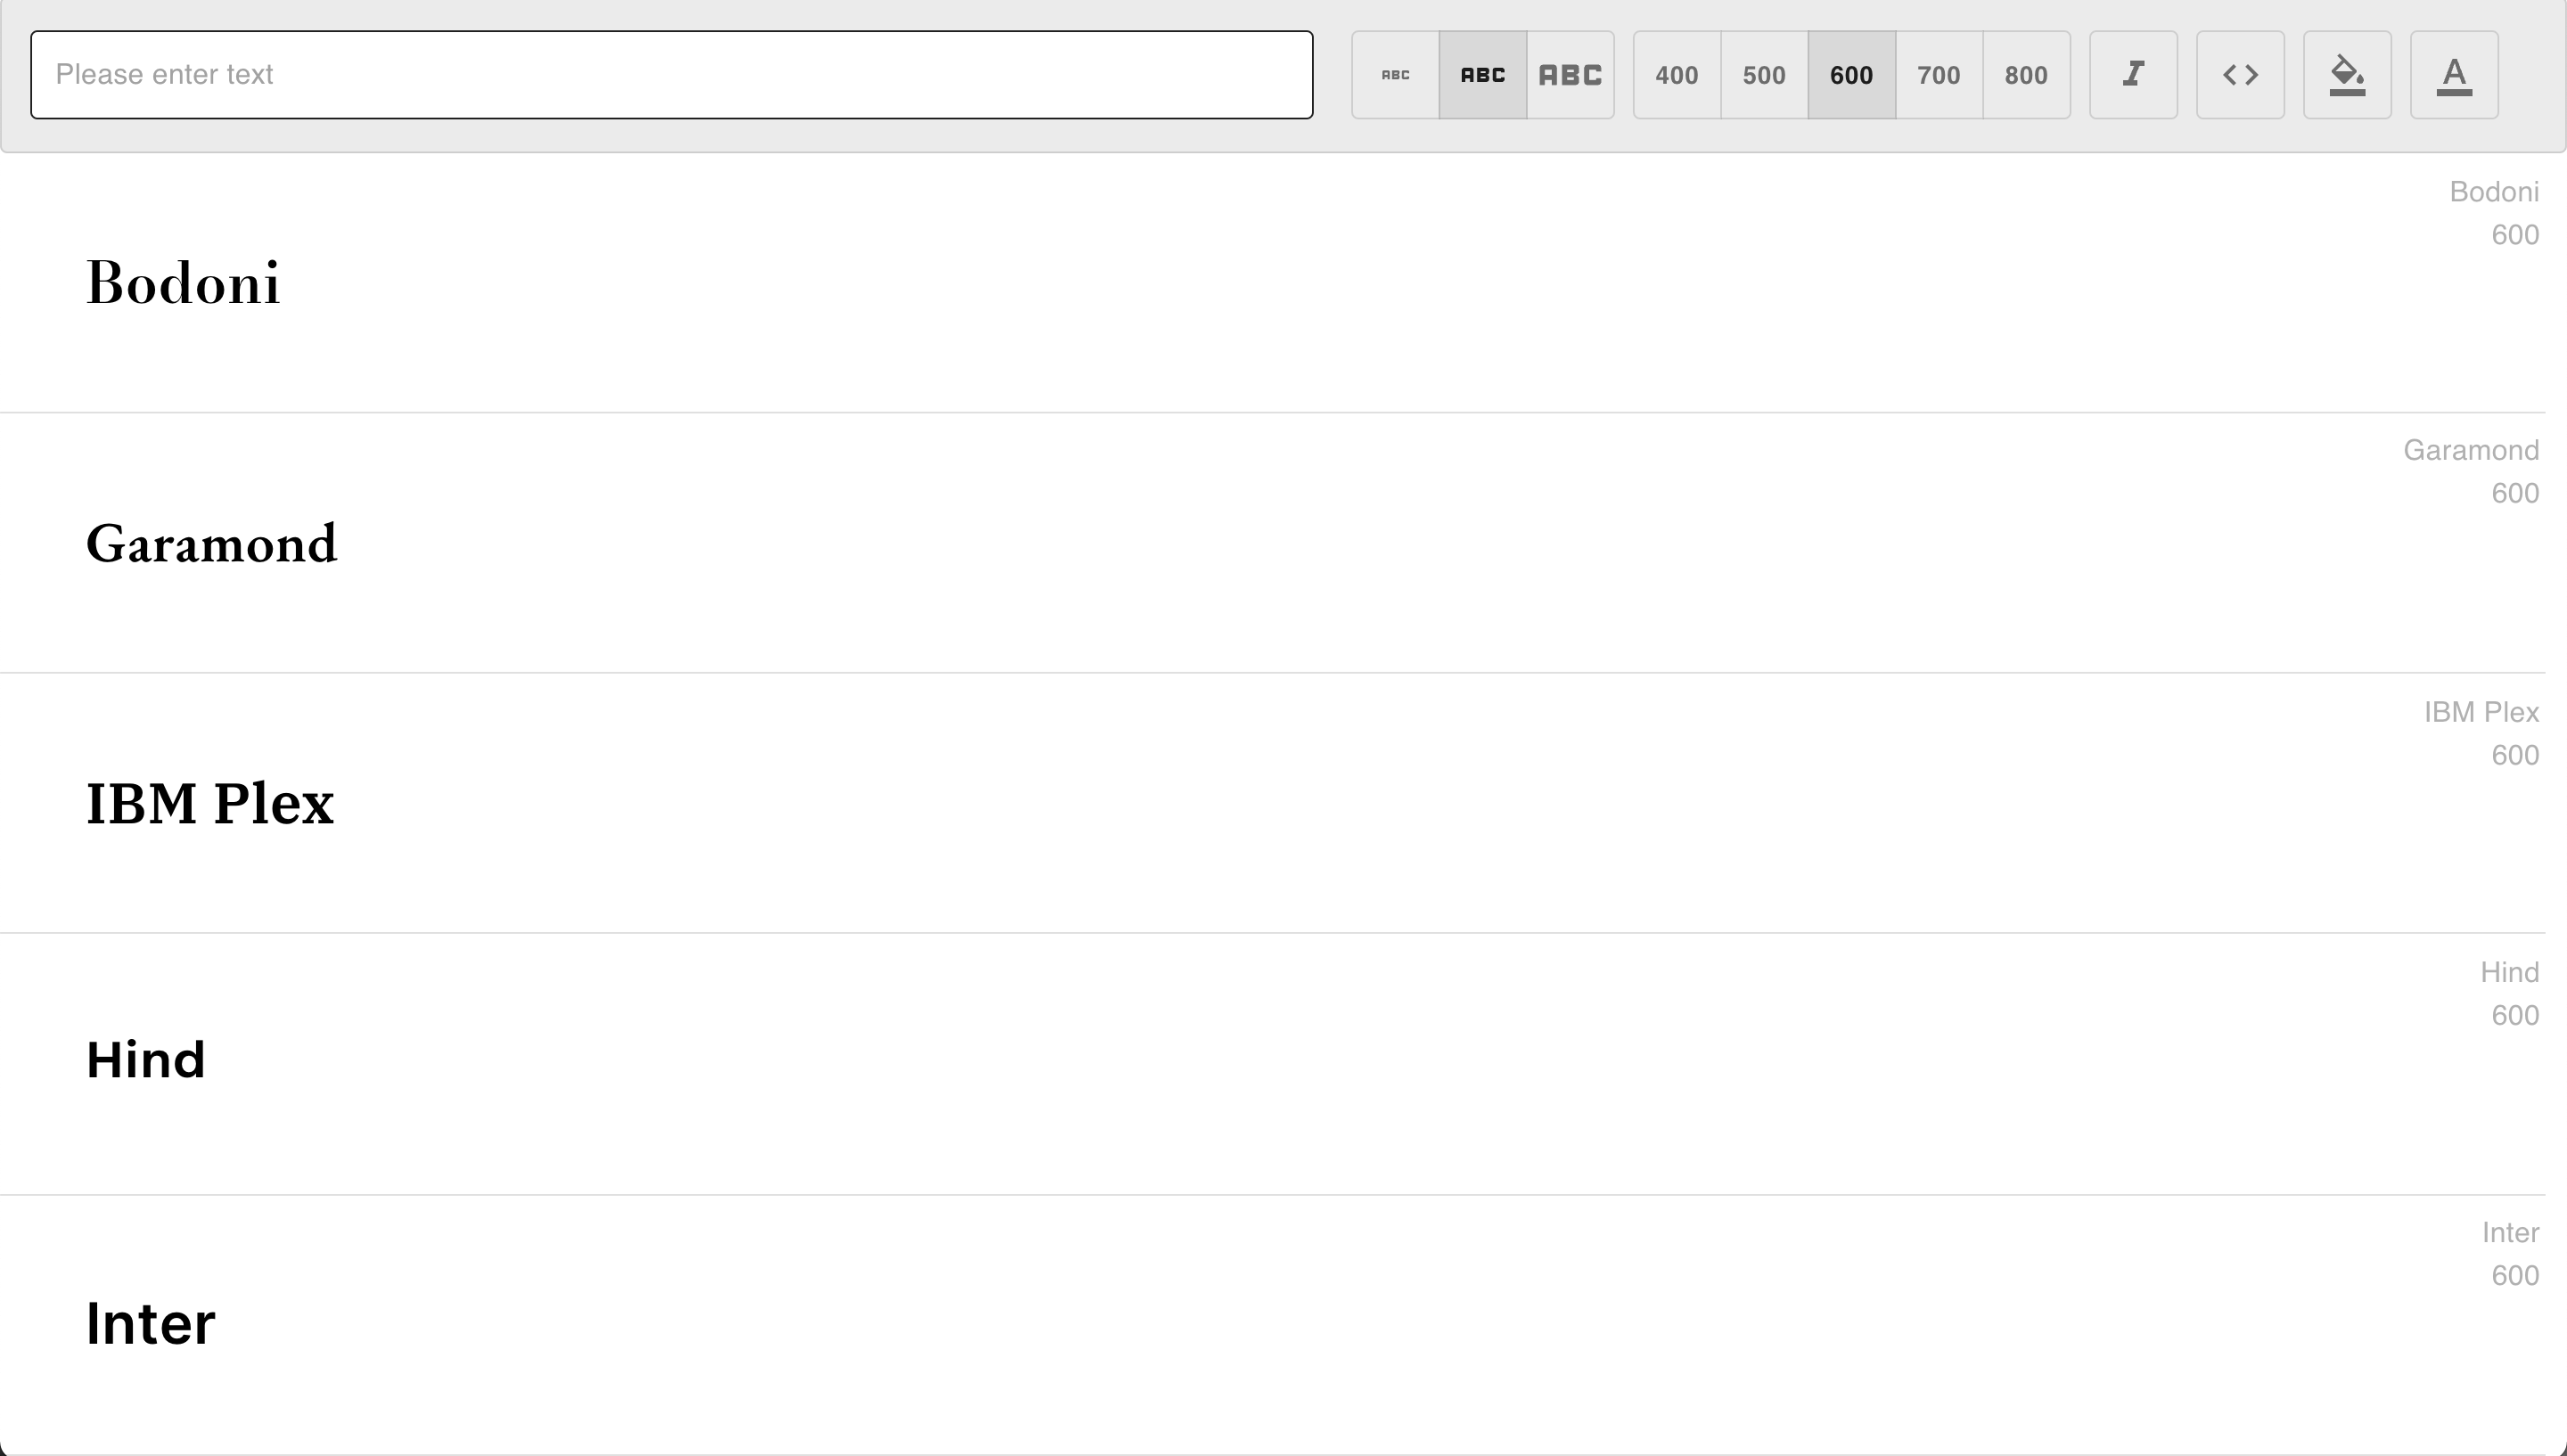 Please enter text
ABC ABC ABC 400 500 600 700 800 I <> A
Bodoni
600
Bodoni
Garamond
600
Garamond
IBM Plex
600
IBM Plex
Hind
600
Hind
Inter
600
Inter